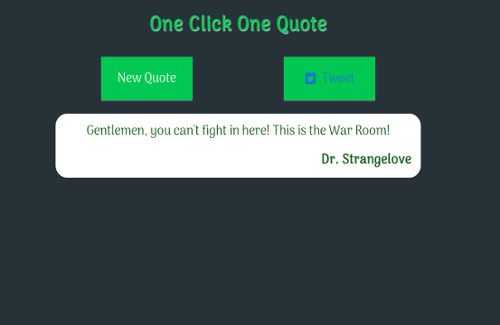 One Click One Quote
New Quote
Tweet
Gentlemen, you can't fight in here! This is the War Room!
Dr. Strangelove